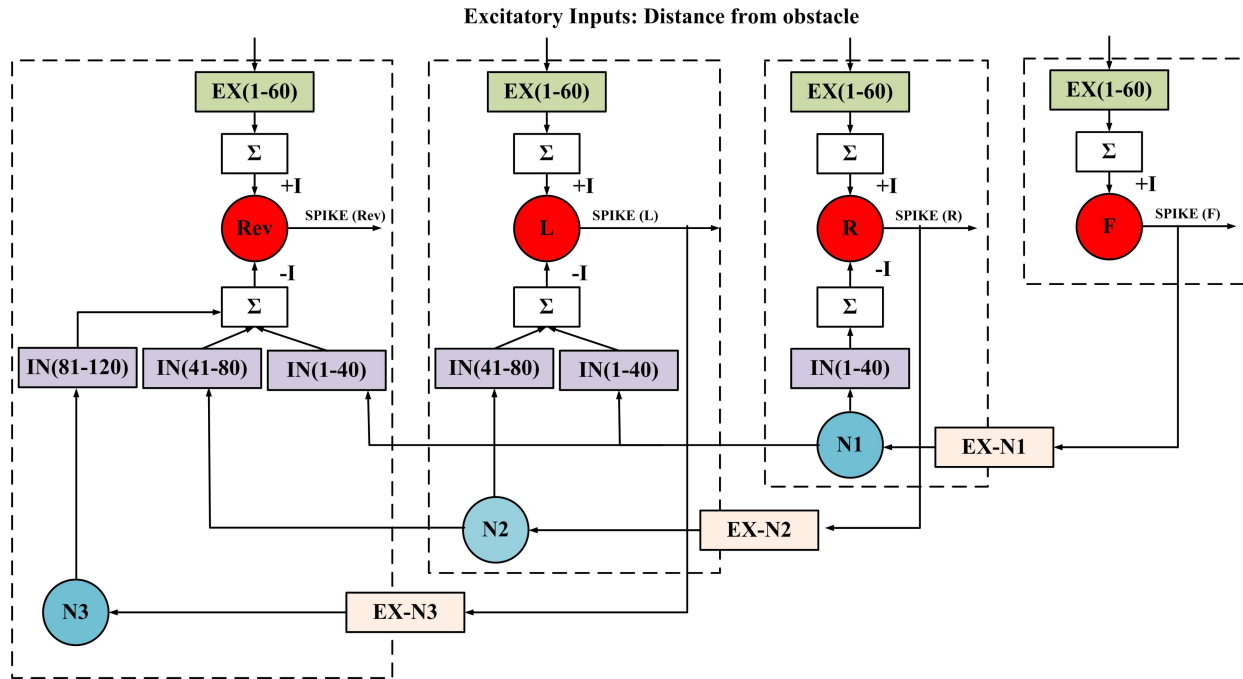 Excitatory Inputs: Distance from obstacle
EX(1-60)
EX(1-60)
EX(1-60)
EX(1-60)
Σ
Σ
Σ
Σ
+I
+I
+I
+I
Rev
SPIKE (Rev)
L
SPIKE (L)
R
SPIKE (R)
F
SPIKE (F)
-I
-I
-I
Σ
Σ
Σ
IN(81-120)
IN(41-80)
IN(1-40)
IN(41-80)
IN(1-40)
IN(1-40)
N1
EX-N1
N2
EX-N2
N3
EX-N3